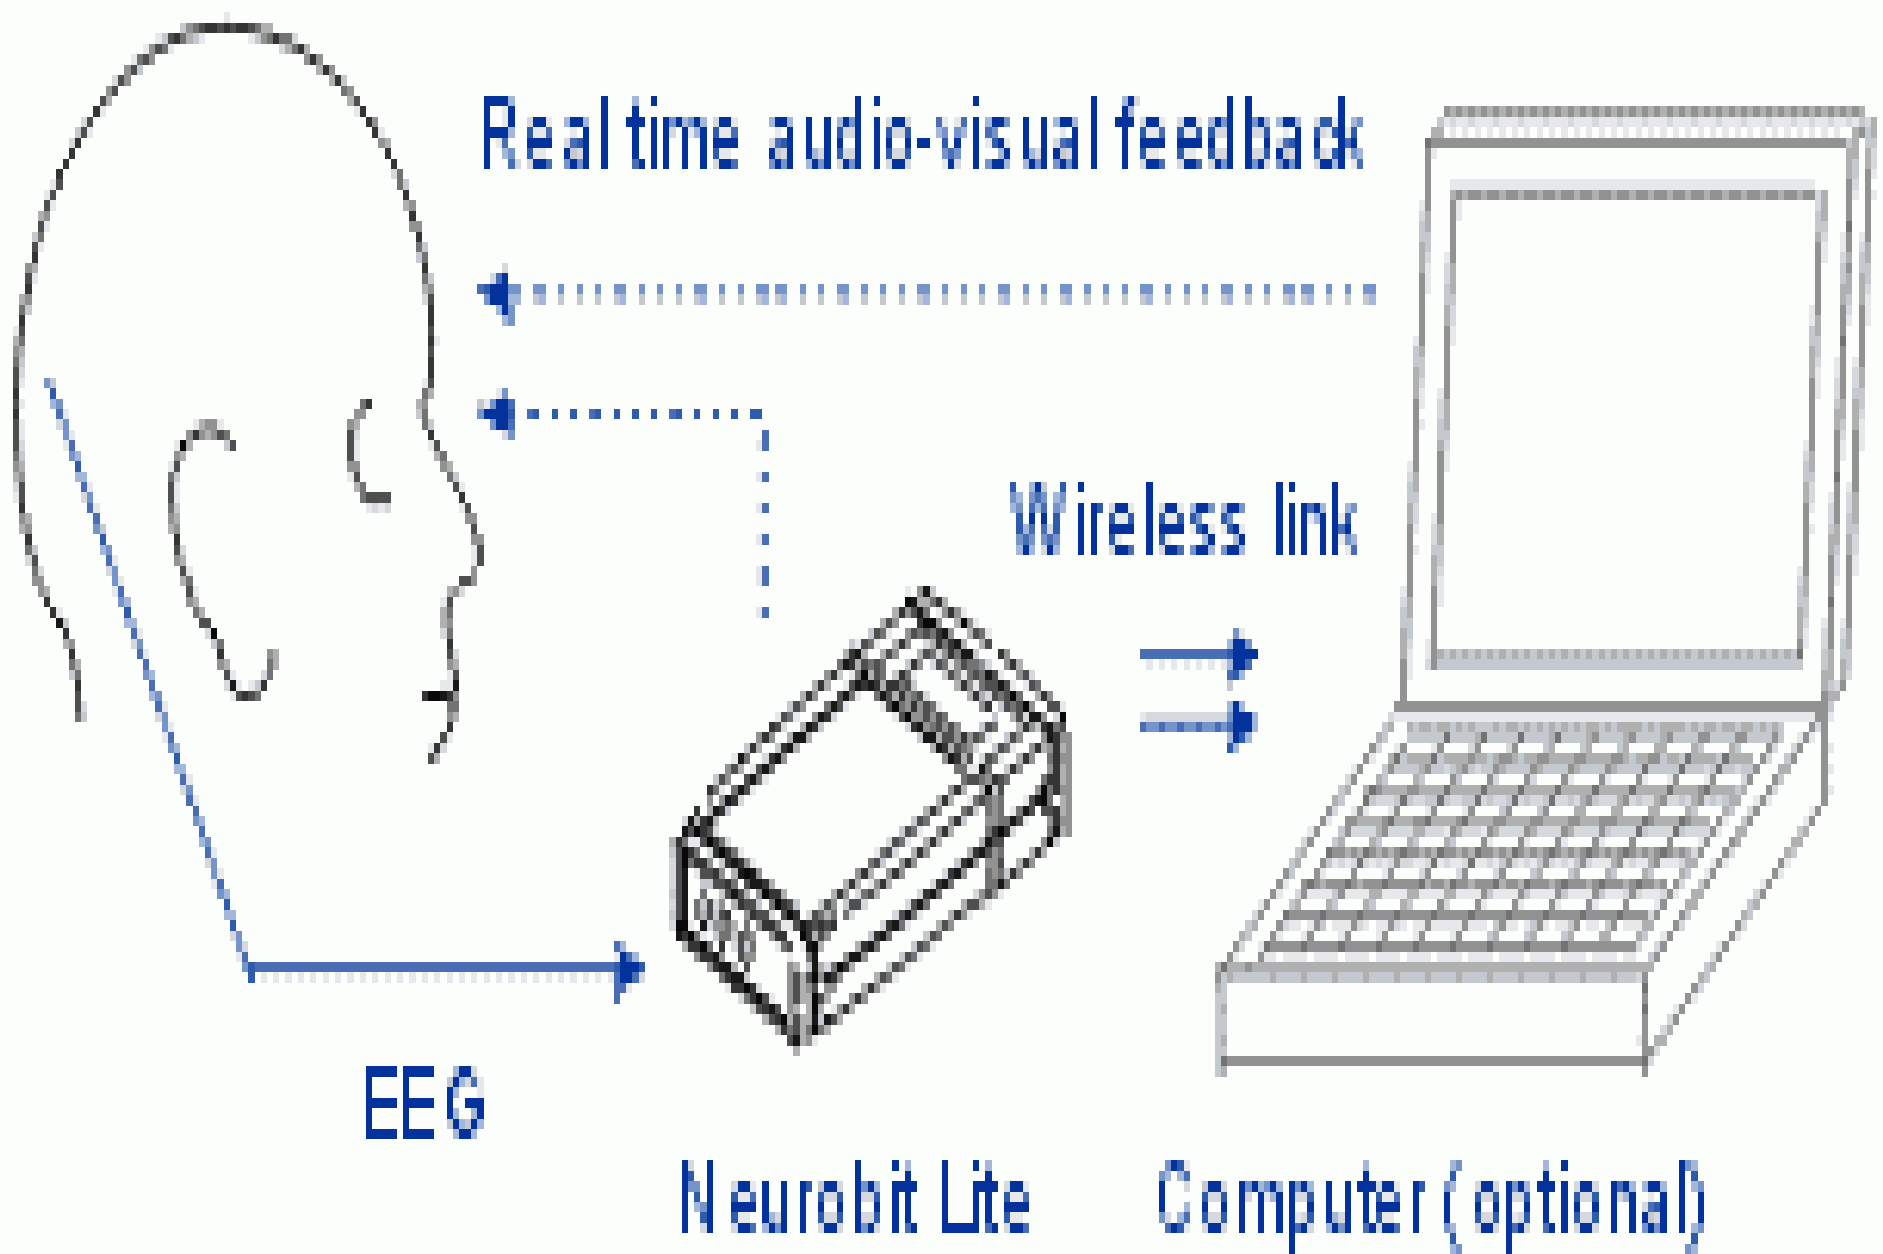 Real time audio-visual feedback
Wireless link
EEG
Neurobit Lite
Computer (optional)